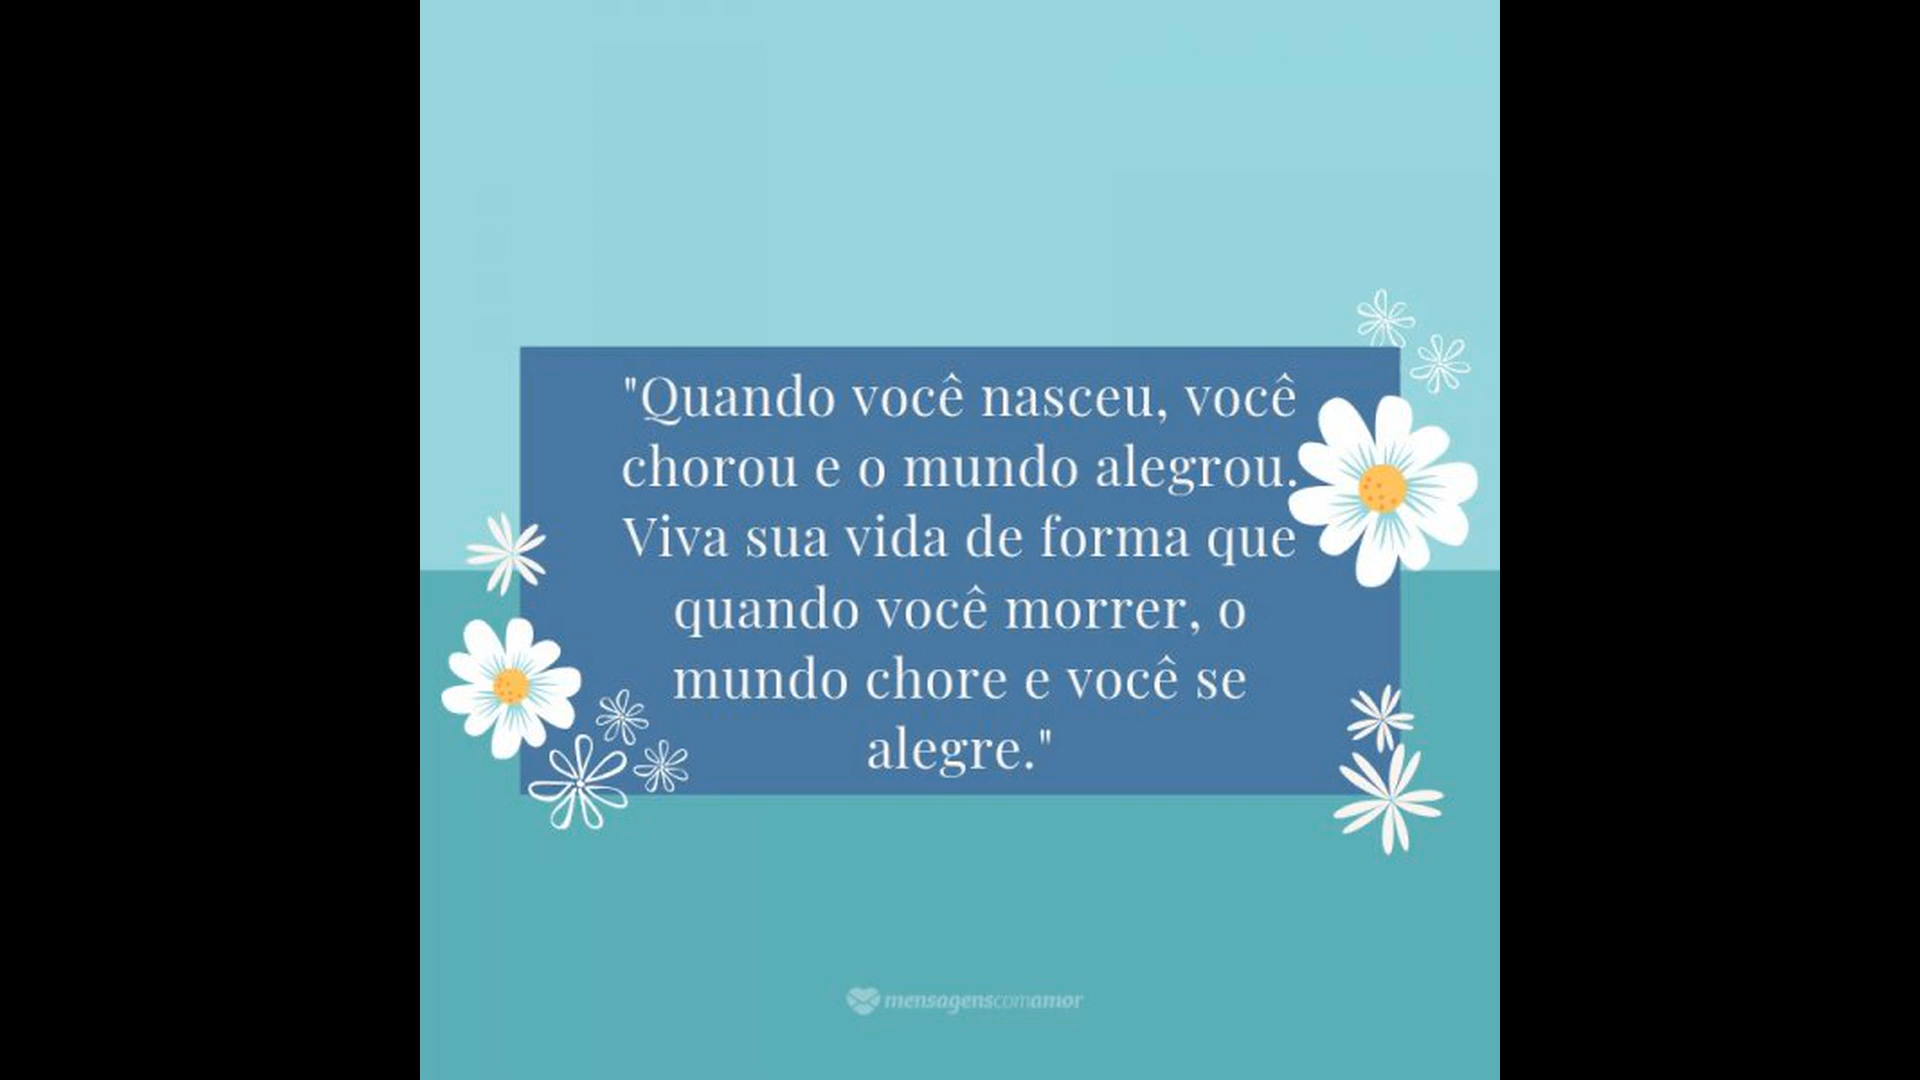 "Quando você nasceu, você
chorou e o mundo alegrou.
Viva sua vida de forma que
quando você morrer, o
mundo chore e você se
alegre."
mensagenscomamor